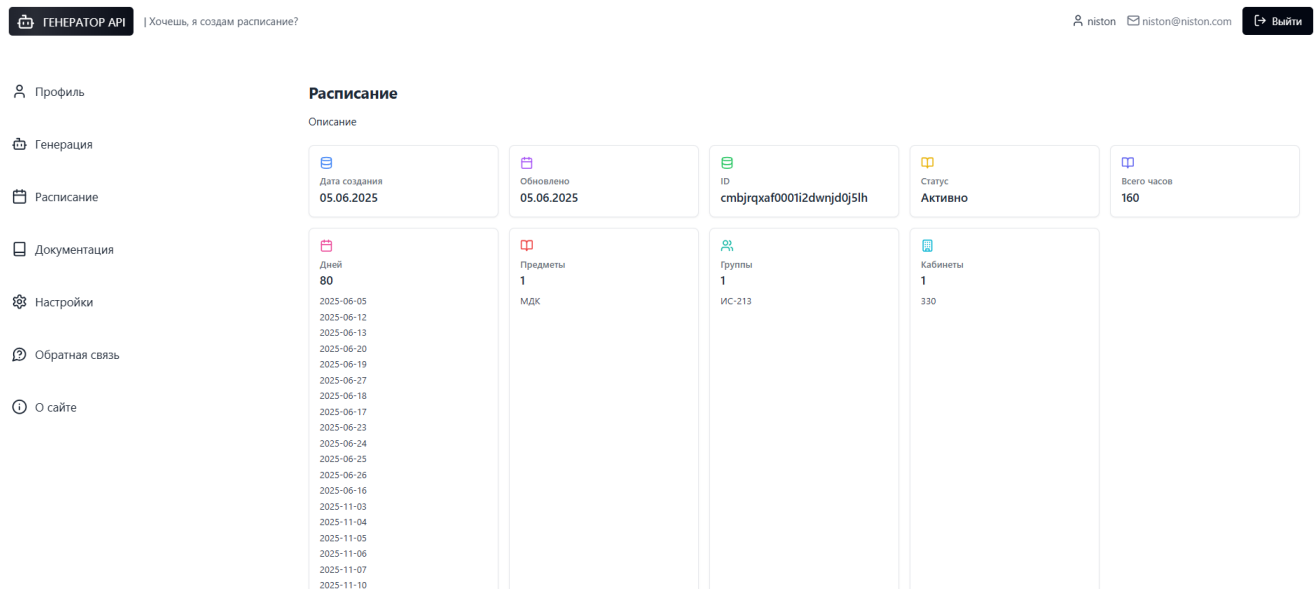 ГЕНЕРАТОР API | Хочешь, я создам расписание? niston niston@niston.com Выйти
Профиль
Генерация
Расписание
Документация
Настройки
Обратная связь
О сайте
Расписание
Описание
Дата создания
05.06.2025
Обновлено
05.06.2025
ID
cmbjrqxaf0001i2dwnjd0j5lh
Статус
Активно
Всего часов
160
Дней
80
2025-06-05
2025-06-12
2025-06-13
2025-06-20
2025-06-19
2025-06-27
2025-06-18
2025-06-17
2025-06-23
2025-06-24
2025-06-25
2025-06-26
2025-06-16
2025-11-03
2025-11-04
2025-11-05
2025-11-06
2025-11-07
2025-11-10
Предметы
1
МДК
Группы
1
ИС-213
Кабинеты
1
330